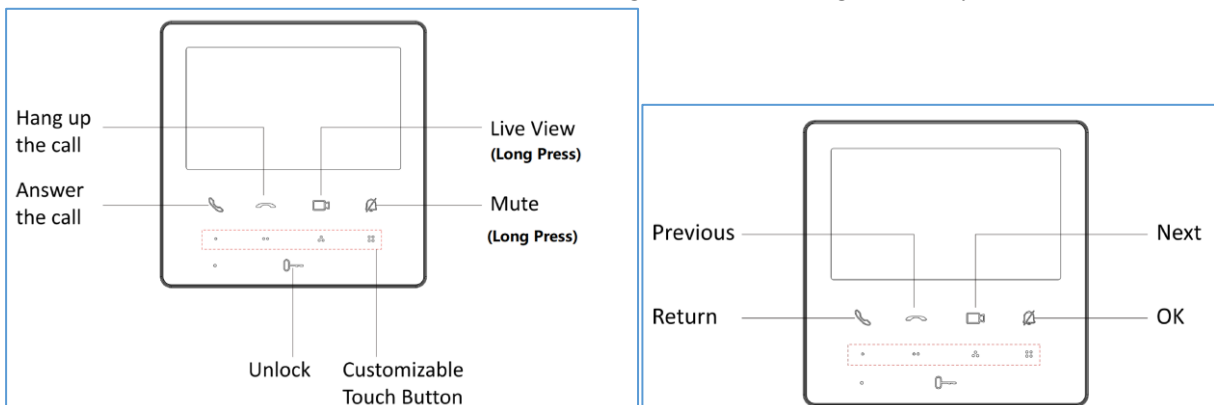 Hang up
the call
Answer
the call
Live View
(Long Press)
Mute
(Long Press)
Unlock
Customizable
Touch Button
Previous
Return
Next
OK